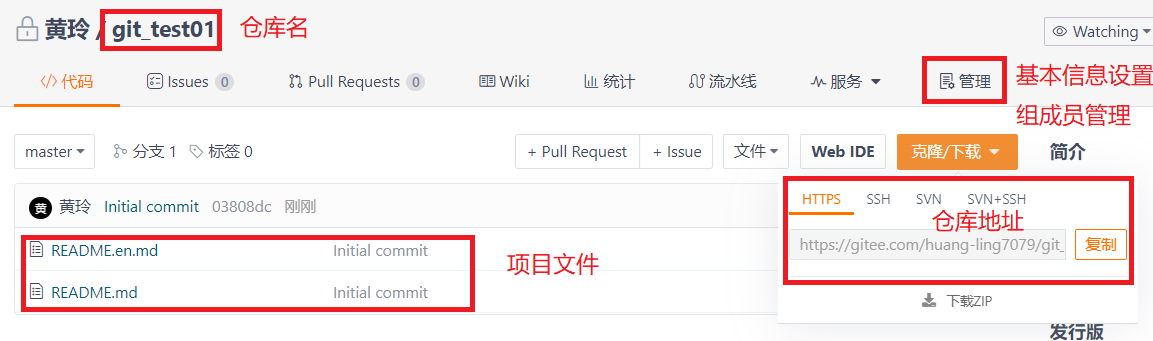 黄玲 / git_test01 仓库名
Watching
代码 Issues 0 Pull Requests 0 Wiki 统计 流水线 服务 管理 基本信息设置
组成员管理
master 分支 1 标签 0 + Pull Request + Issue 文件 Web IDE 克隆/下载 简介
HTTPS SSH SVN SVN+SSH
黄 黄玲 Initial commit 03808dc 刚刚
仓库地址
https://gitee.com/huang-ling7079/git_ 复制
README.en.md Initial commit
项目文件
README.md Initial commit
下载ZIP
发行版